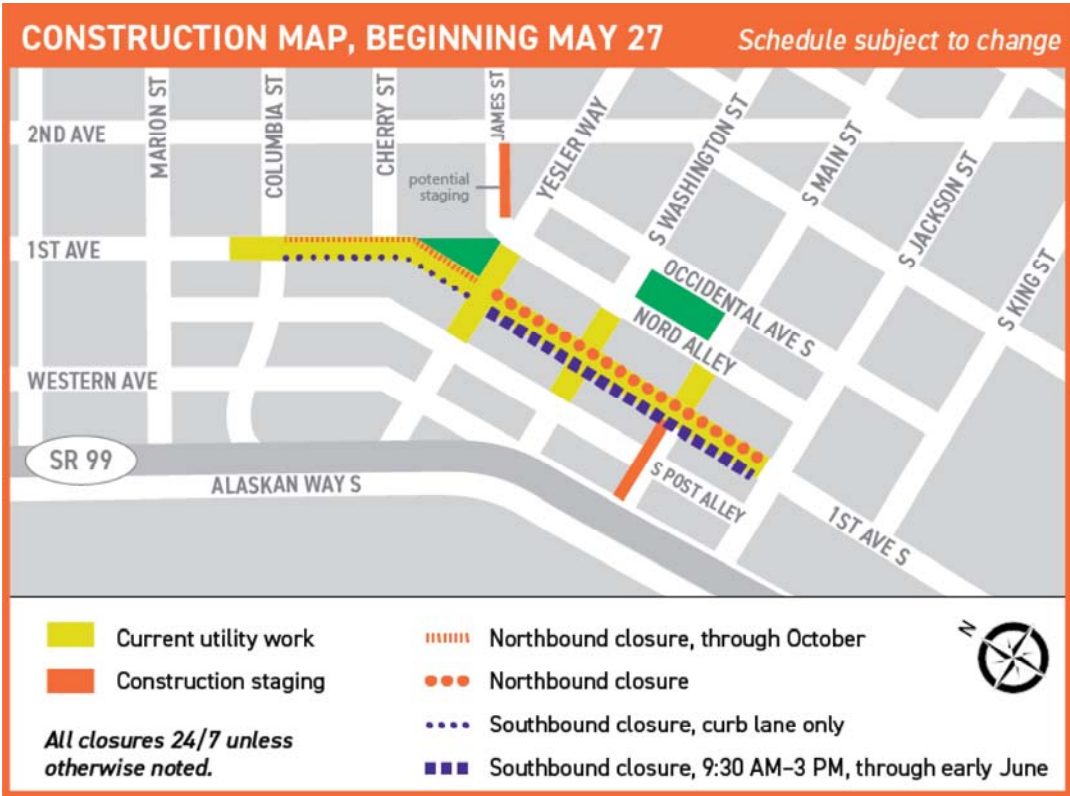 CONSTRUCTION MAP, BEGINNING MAY 27
Schedule subject to change
MARION ST
COLUMBIA ST
CHERRY ST
JAMES ST
YESLER WAY
S WASHINGTON ST
S MAIN ST
S JACKSON ST
S KING ST
2ND AVE
potential
staging
1ST AVE
OCCIDENTAL AVE S
NORD ALLEY
WESTERN AVE
SR 99
ALASKAN WAY S
S POST ALLEY
1ST AVE S
Current utility work
Construction staging
All closures 24/7 unless
otherwise noted.
Northbound closure, through October
Northbound closure
Southbound closure, curb lane only
Southbound closure, 9:30 AM–3 PM, through early June
N